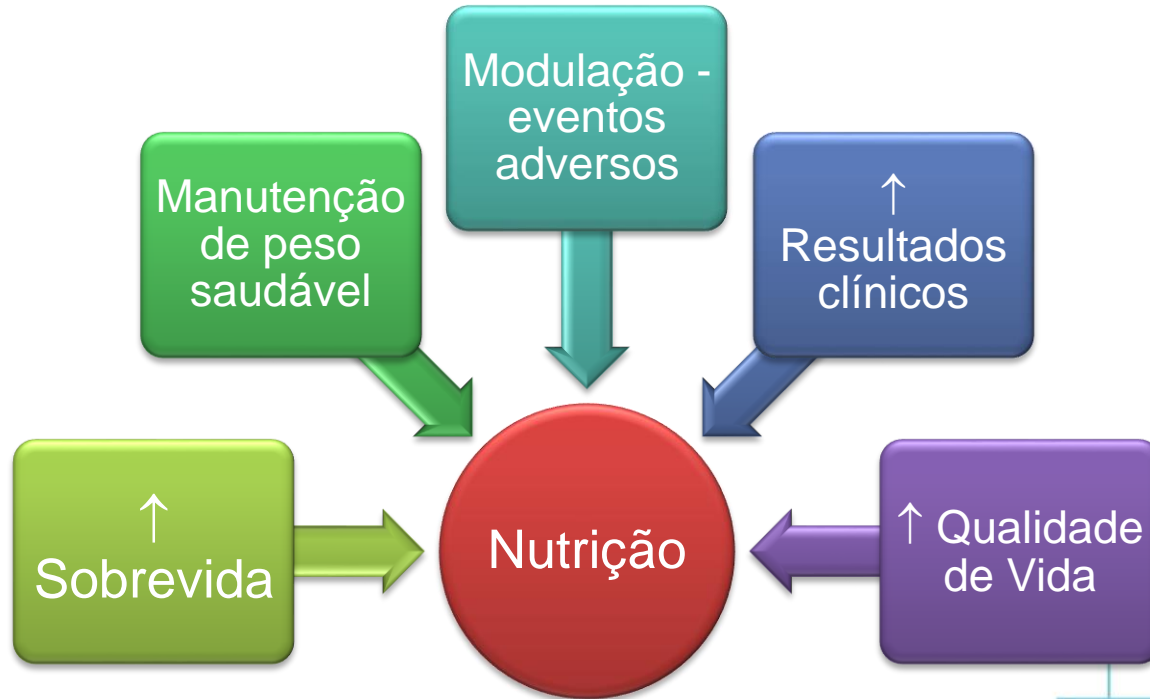 Modulação -
eventos
adversos
Manutenção
de peso
saudável
↑
Resultados
clínicos
↑
Sobrevida
Nutrição
↑ Qualidade
de Vida